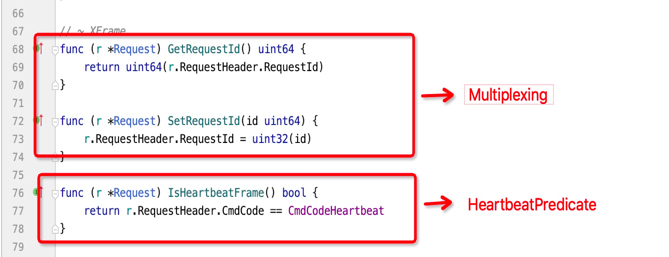 66
67 // ~ XFrame
68 func (r *Request) GetRequestId() uint64 {
69 return uint64(r.RequestHeader.RequestId)
70 }
71
72 func (r *Request) SetRequestId(id uint64) {
73 r.RequestHeader.RequestId = uint32(id)
74 }
75
76 func (r *Request) IsHeartbeatFrame() bool {
77 return r.RequestHeader.CmdCode == CmdCodeHeartbeat
78 }
79
Multiplexing
HeartbeatPredicate